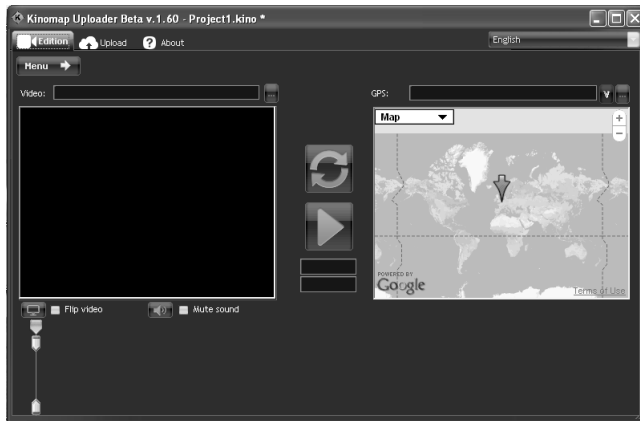 Kinomap Uploader Beta v.1.60 - Project1.kino *
Edition Upload ? About English
Menu
Video: ... GPS: V ...
Map
+
-
POWERED BY
Google
Terms of Use
Flip video Mute sound